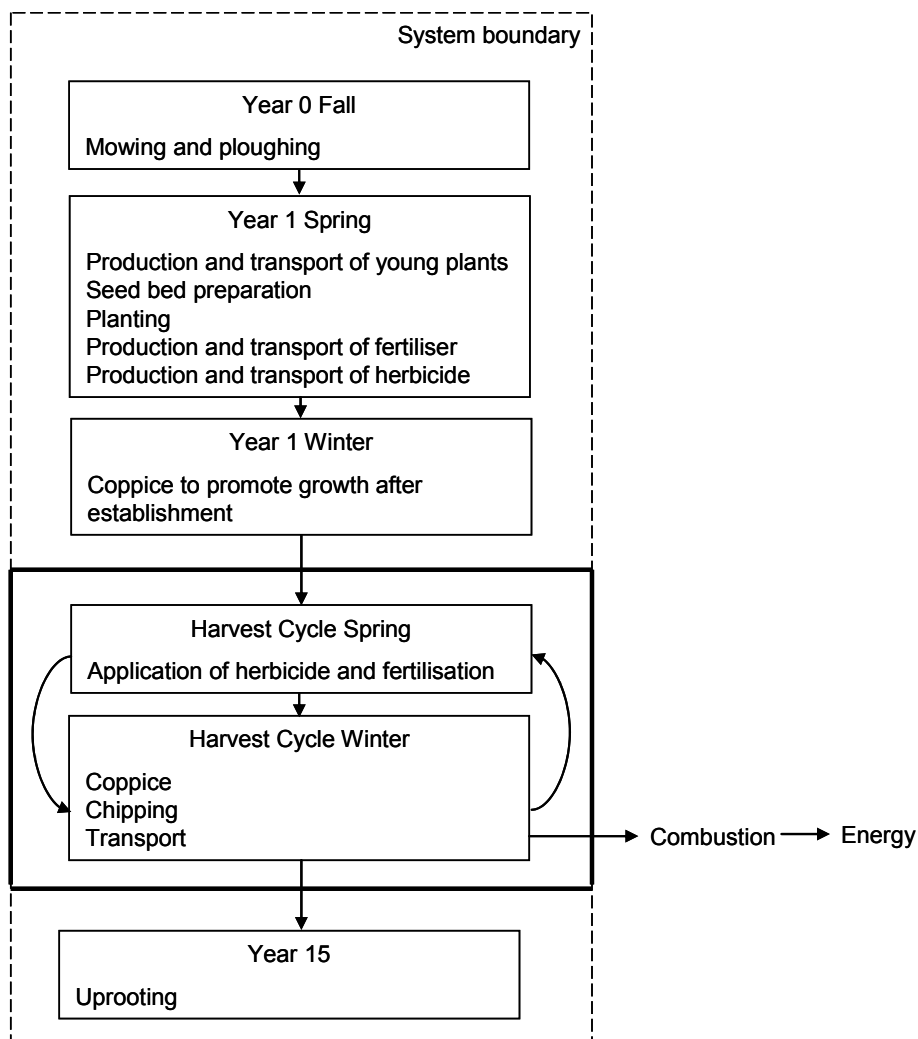 System boundary
Year 0 Fall
Mowing and ploughing
Year 1 Spring
Production and transport of young plants
Seed bed preparation
Planting
Production and transport of fertiliser
Production and transport of herbicide
Year 1 Winter
Coppice to promote growth after
establishment
Harvest Cycle Spring
Application of herbicide and fertilisation
Harvest Cycle Winter
Coppice
Chipping
Transport
Combustion
Energy
Year 15
Uprooting